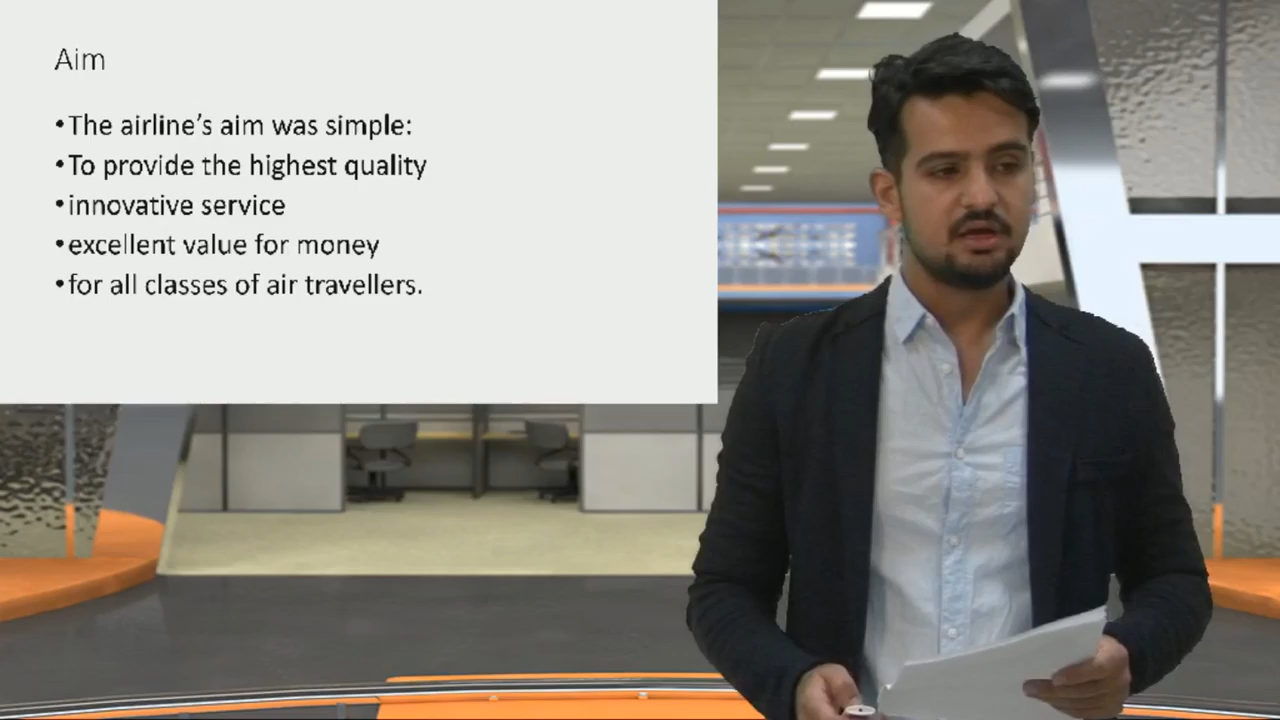 Aim
•The airline's aim was simple:
•To provide the highest quality
•innovative service
•excellent value for money
•for all classes of air travellers.